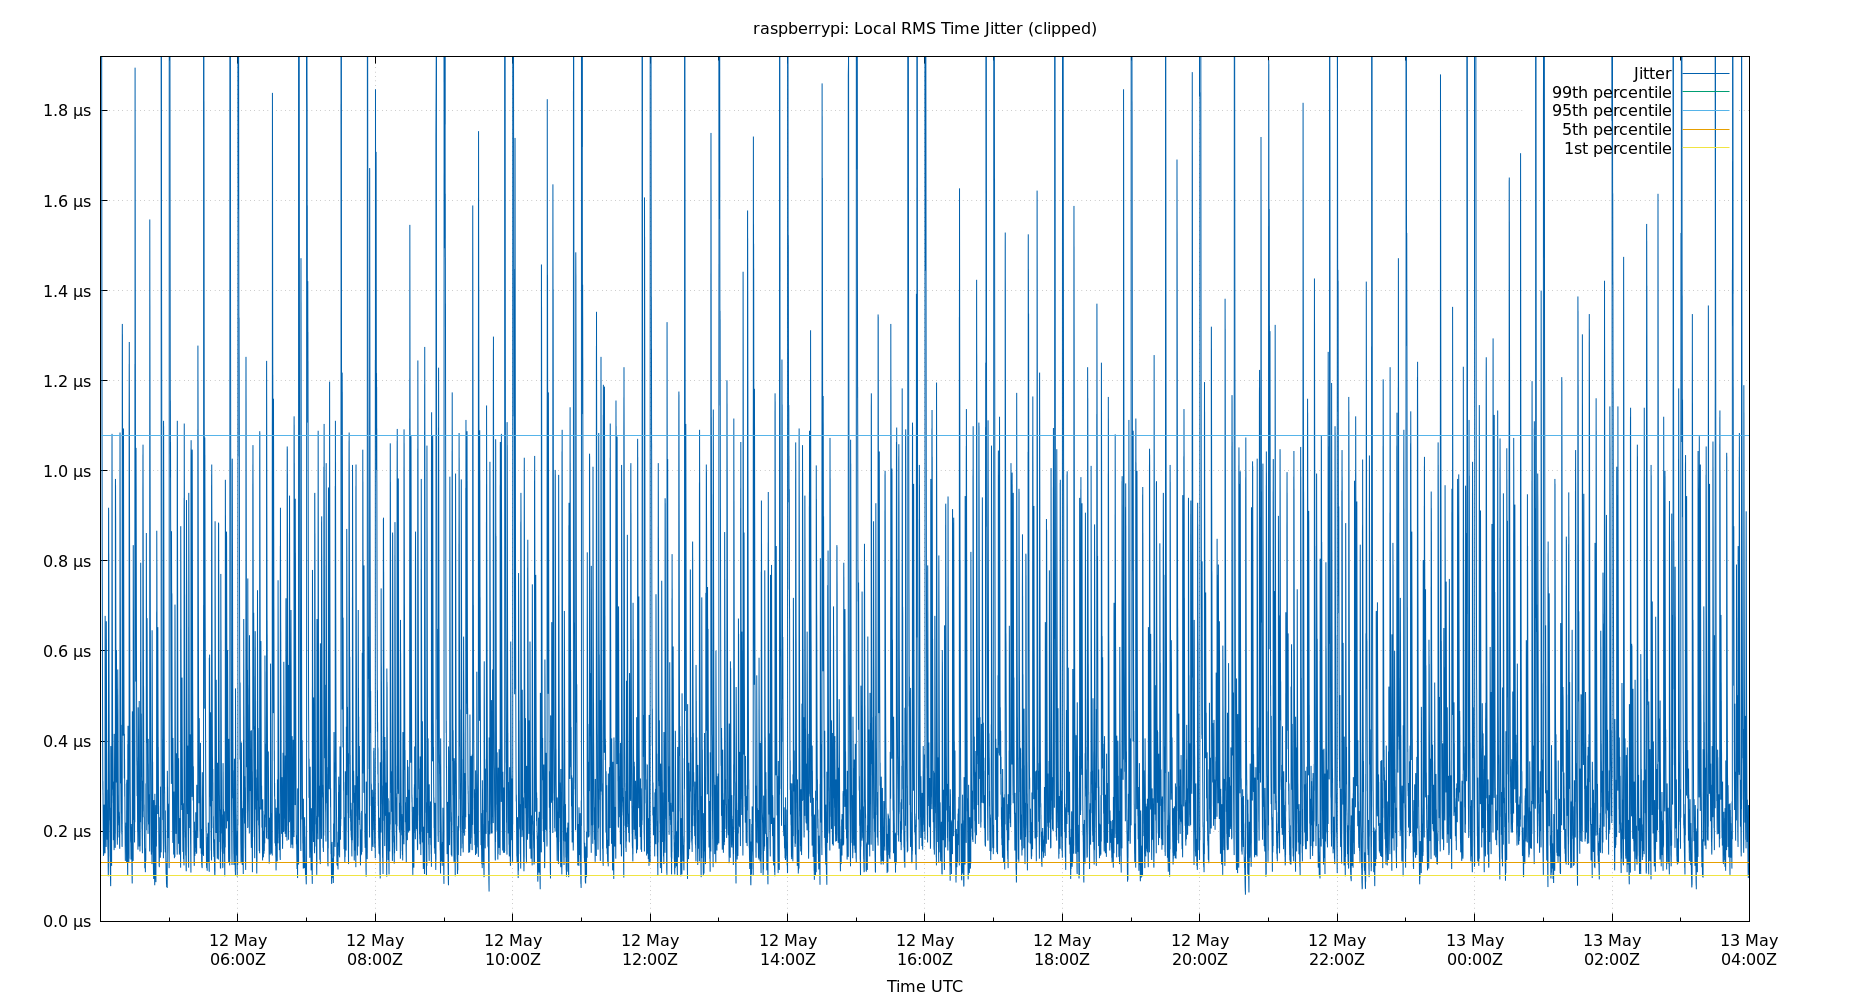 raspberrypi: Local RMS Time Jitter (clipped)
Jitter
99th percentile
95th percentile
5th percentile
1st percentile
1.8 µs
1.6 µs
1.4 µs
1.2 µs
1.0 µs
0.8 µs
0.6 µs
0.4 µs
0.2 µs
0.0 µs
12 May 12 May 12 May 12 May 12 May 12 May 12 May 12 May 12 May 13 May 13 May 13 May
06:00Z 08:00Z 10:00Z 12:00Z 14:00Z 16:00Z 18:00Z 20:00Z 22:00Z 00:00Z 02:00Z 04:00Z
Time UTC